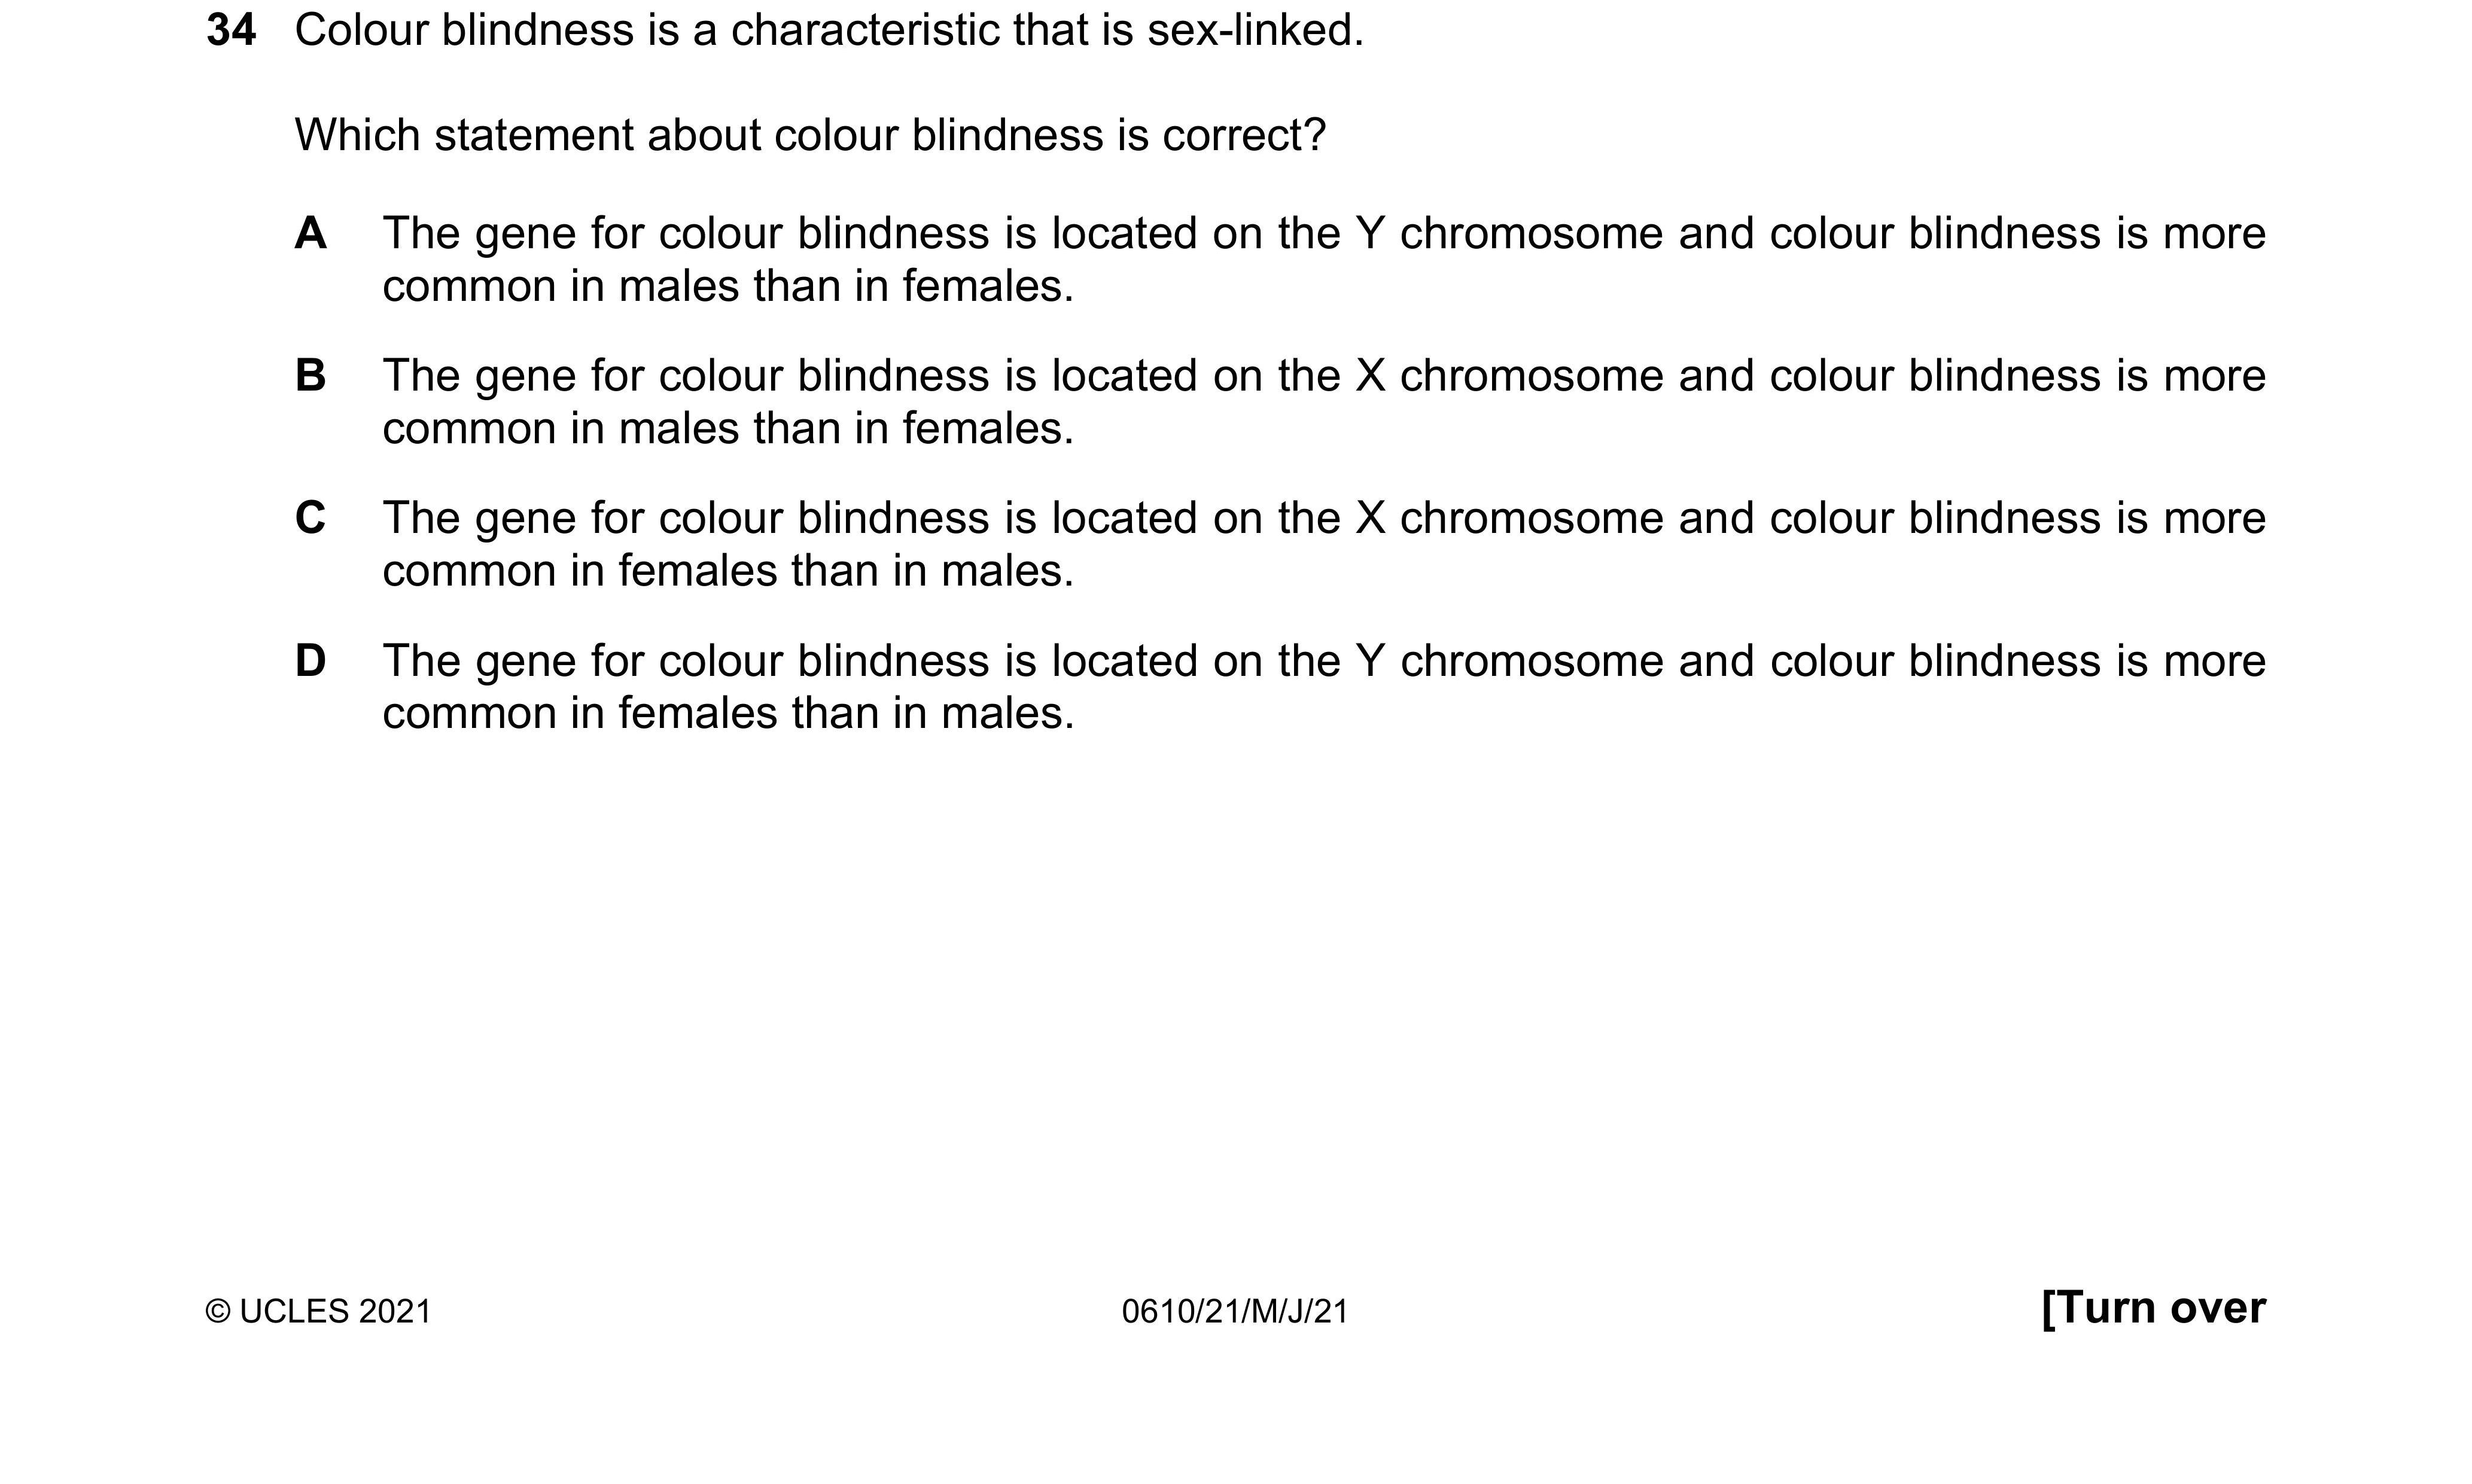 34 Colour blindness is a characteristic that is sex-linked.
Which statement about colour blindness is correct?
A The gene for colour blindness is located on the Y chromosome and colour blindness is more
common in males than in females.
B The gene for colour blindness is located on the X chromosome and colour blindness is more
common in males than in females.
C The gene for colour blindness is located on the X chromosome and colour blindness is more
common in females than in males.
D The gene for colour blindness is located on the Y chromosome and colour blindness is more
common in females than in males.
© UCLES 2021 0610/21/M/J/21 [Turn over